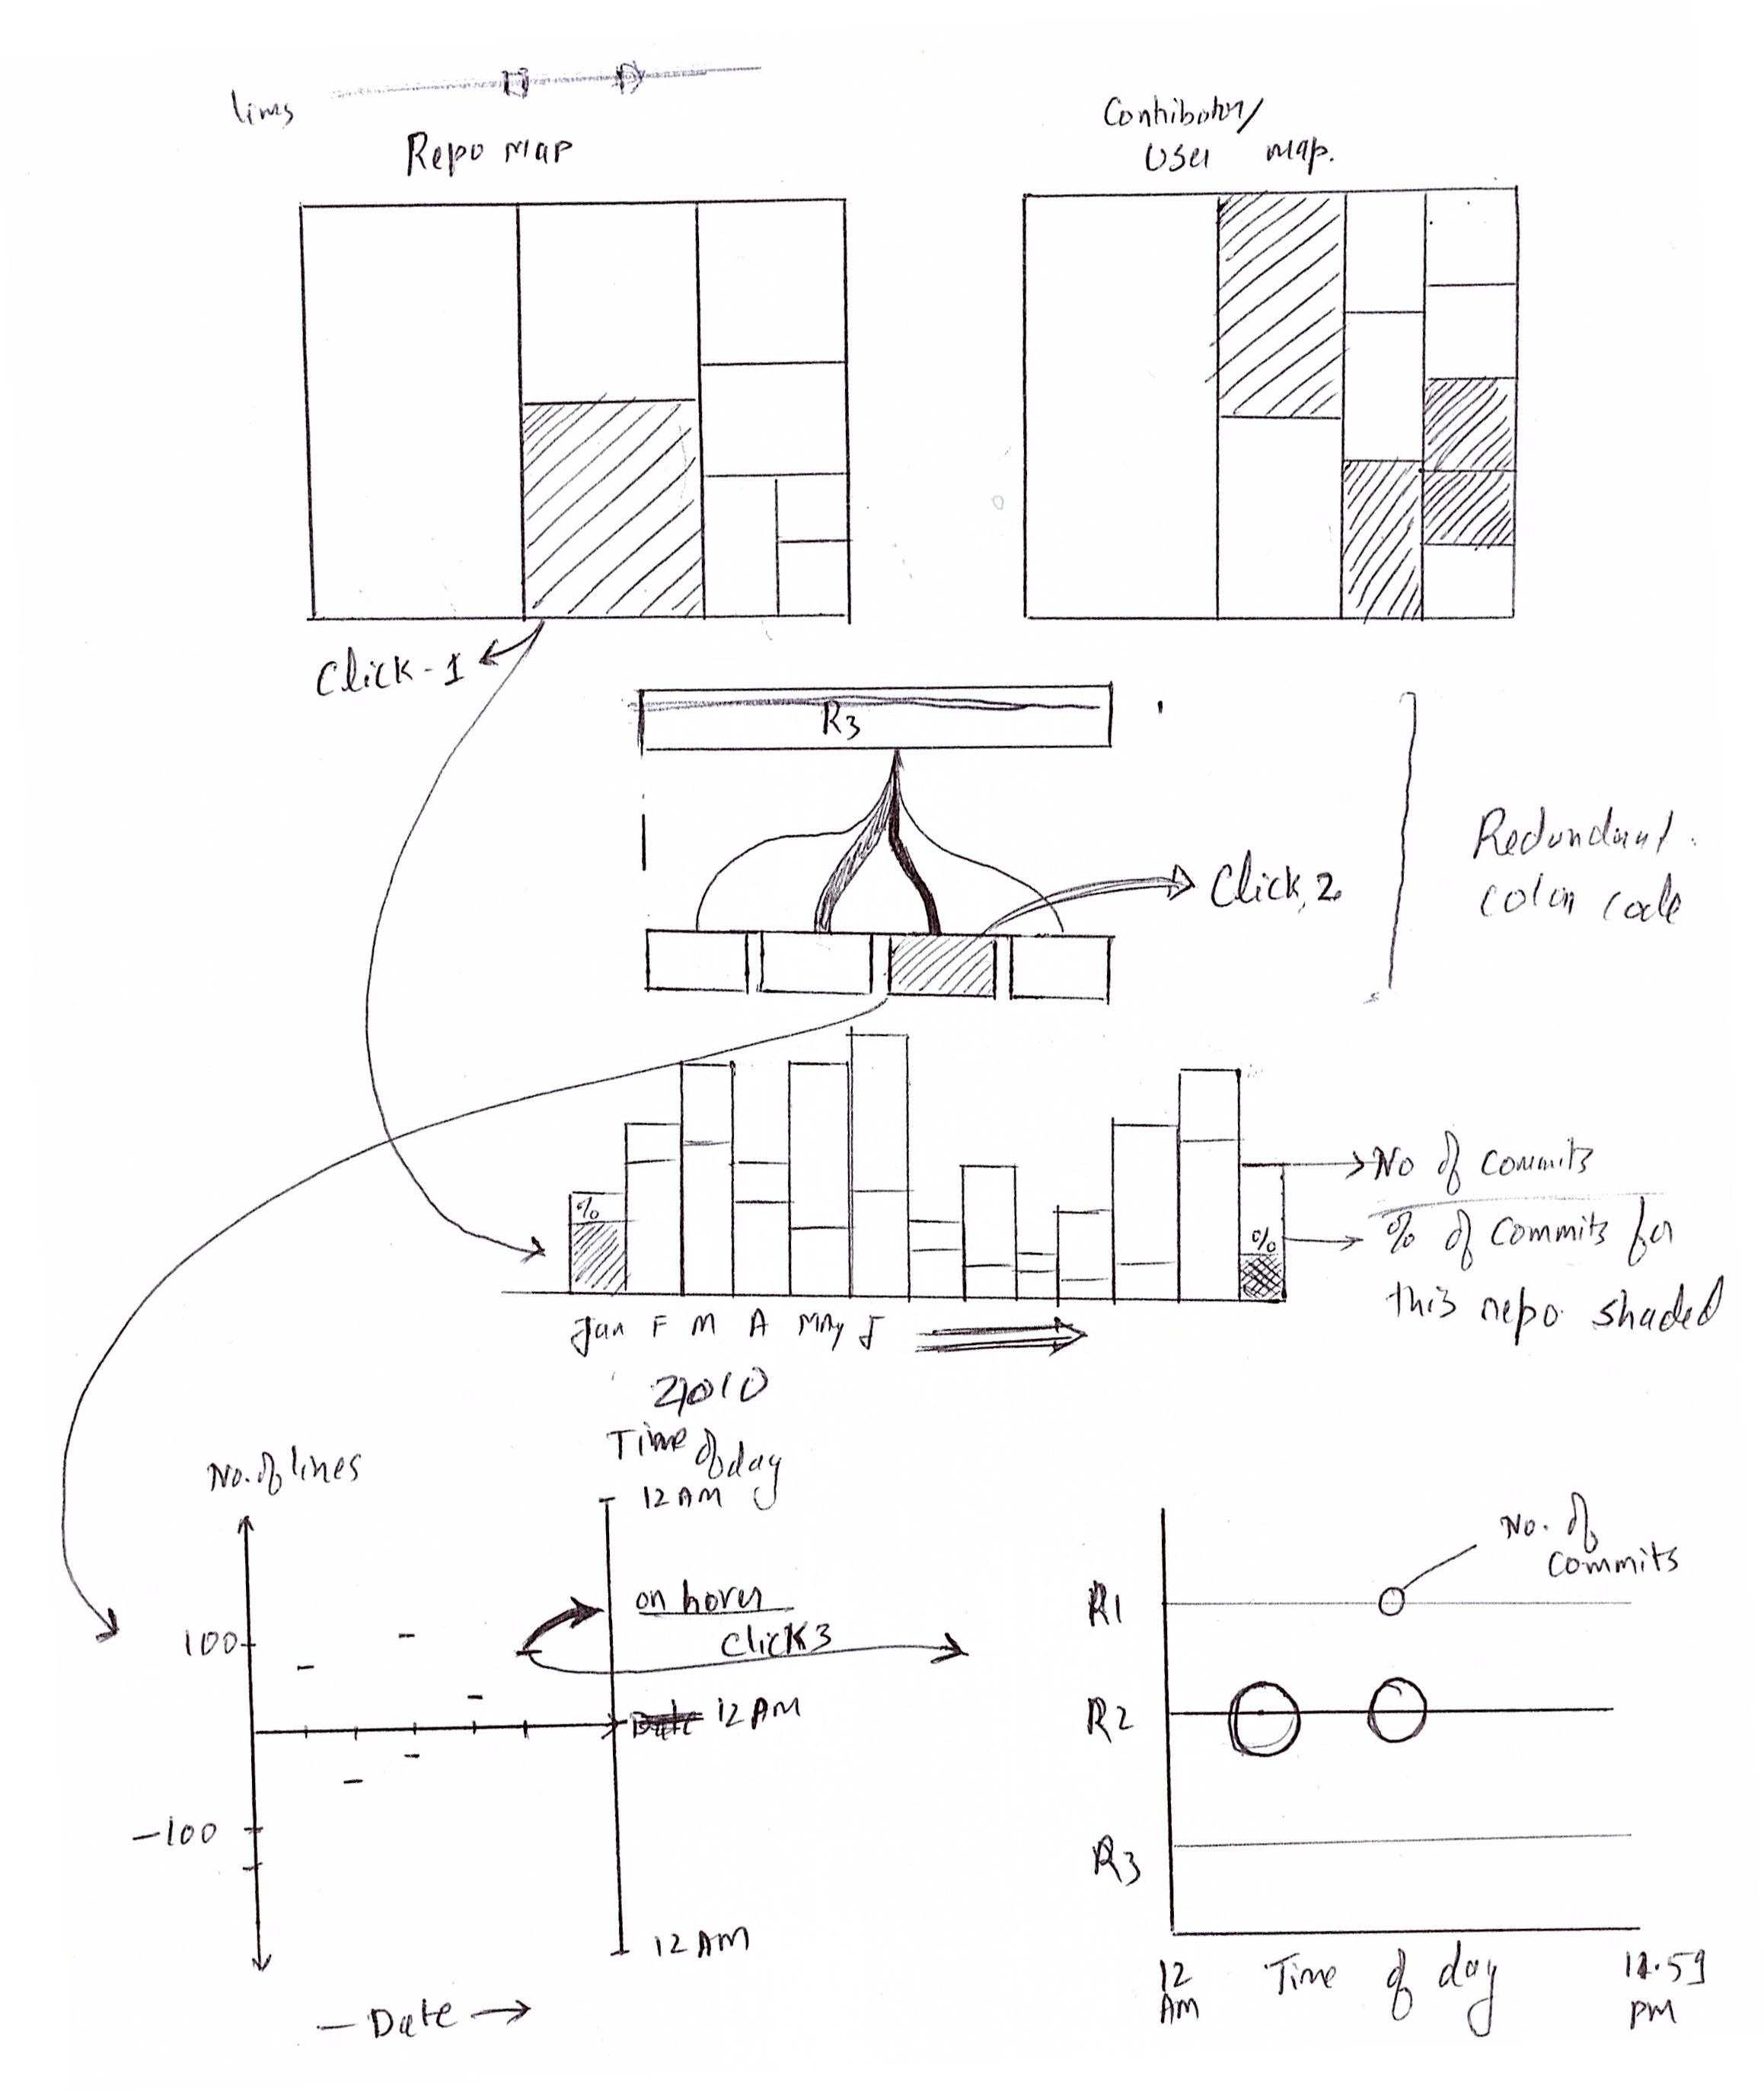 lines
Repo Map
Contributor/
User map.
Click-1
R3
Click 2
Redundant
color code
%
No of commits
%
% of commits for
this repo shaded
Jan F M A May J
2010
Time of day
No. of lines
12 AM
No. of
commits
on hover
Click 3
R1
100
Date 12 AM
R2
-100
R3
12 AM
12
AM
Time of day
11.59
PM
Date